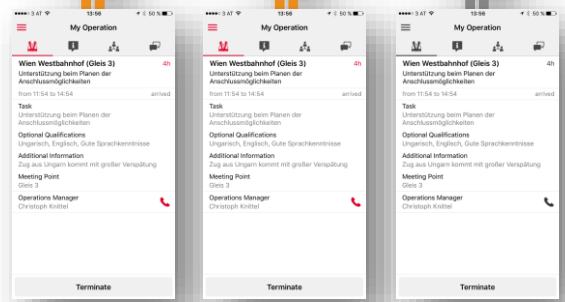 3 AT 13:56 50 %
My Operation
Wien Westbahnhof (Gleis 3) 4h
Unterstützung beim Planen der
Anschlussmöglichkeiten
from 11:54 to 14:54 arrived
Task
Unterstützung beim Planen der
Anschlussmöglichkeiten
Optional Qualifications
Ungarisch, Englisch, Gute Sprachkenntnisse
Additional Information
Zug aus Ungarn kommt mit großer Verspätung
Meeting Point
Gleis 3
Operations Manager
Christoph Knittel
Terminate
3 AT 13:56 50 %
My Operation
Wien Westbahnhof (Gleis 3) 4h
Unterstützung beim Planen der
Anschlussmöglichkeiten
from 11:54 to 14:54 arrived
Task
Unterstützung beim Planen der
Anschlussmöglichkeiten
Optional Qualifications
Ungarisch, Englisch, Gute Sprachkenntnisse
Additional Information
Zug aus Ungarn kommt mit großer Verspätung
Meeting Point
Gleis 3
Operations Manager
Christoph Knittel
Terminate
3 AT 13:56 50 %
My Operation
Wien Westbahnhof (Gleis 3) 4h
Unterstützung beim Planen der
Anschlussmöglichkeiten
from 11:54 to 14:54 arrived
Task
Unterstützung beim Planen der
Anschlussmöglichkeiten
Optional Qualifications
Ungarisch, Englisch, Gute Sprachkenntnisse
Additional Information
Zug aus Ungarn kommt mit großer Verspätung
Meeting Point
Gleis 3
Operations Manager
Christoph Knittel
Terminate